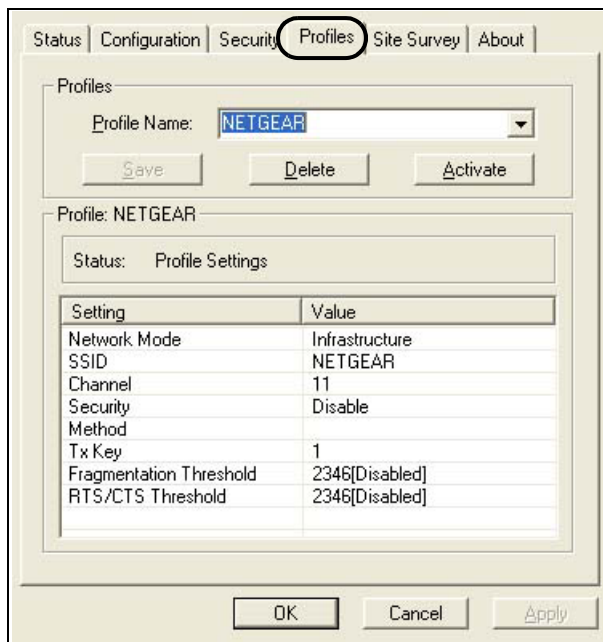 Status Configuration Security Profiles Site Survey About
Profiles
Profile Name: NETGEAR
Save Delete Activate
Profile: NETGEAR
Status: Profile Settings
Setting Value
Network Mode Infrastructure
SSID NETGEAR
Channel 11
Security Disable
Method
Tx Key 1
Fragmentation Threshold 2346[Disabled]
RTS/CTS Threshold 2346[Disabled]
OK Cancel Apply